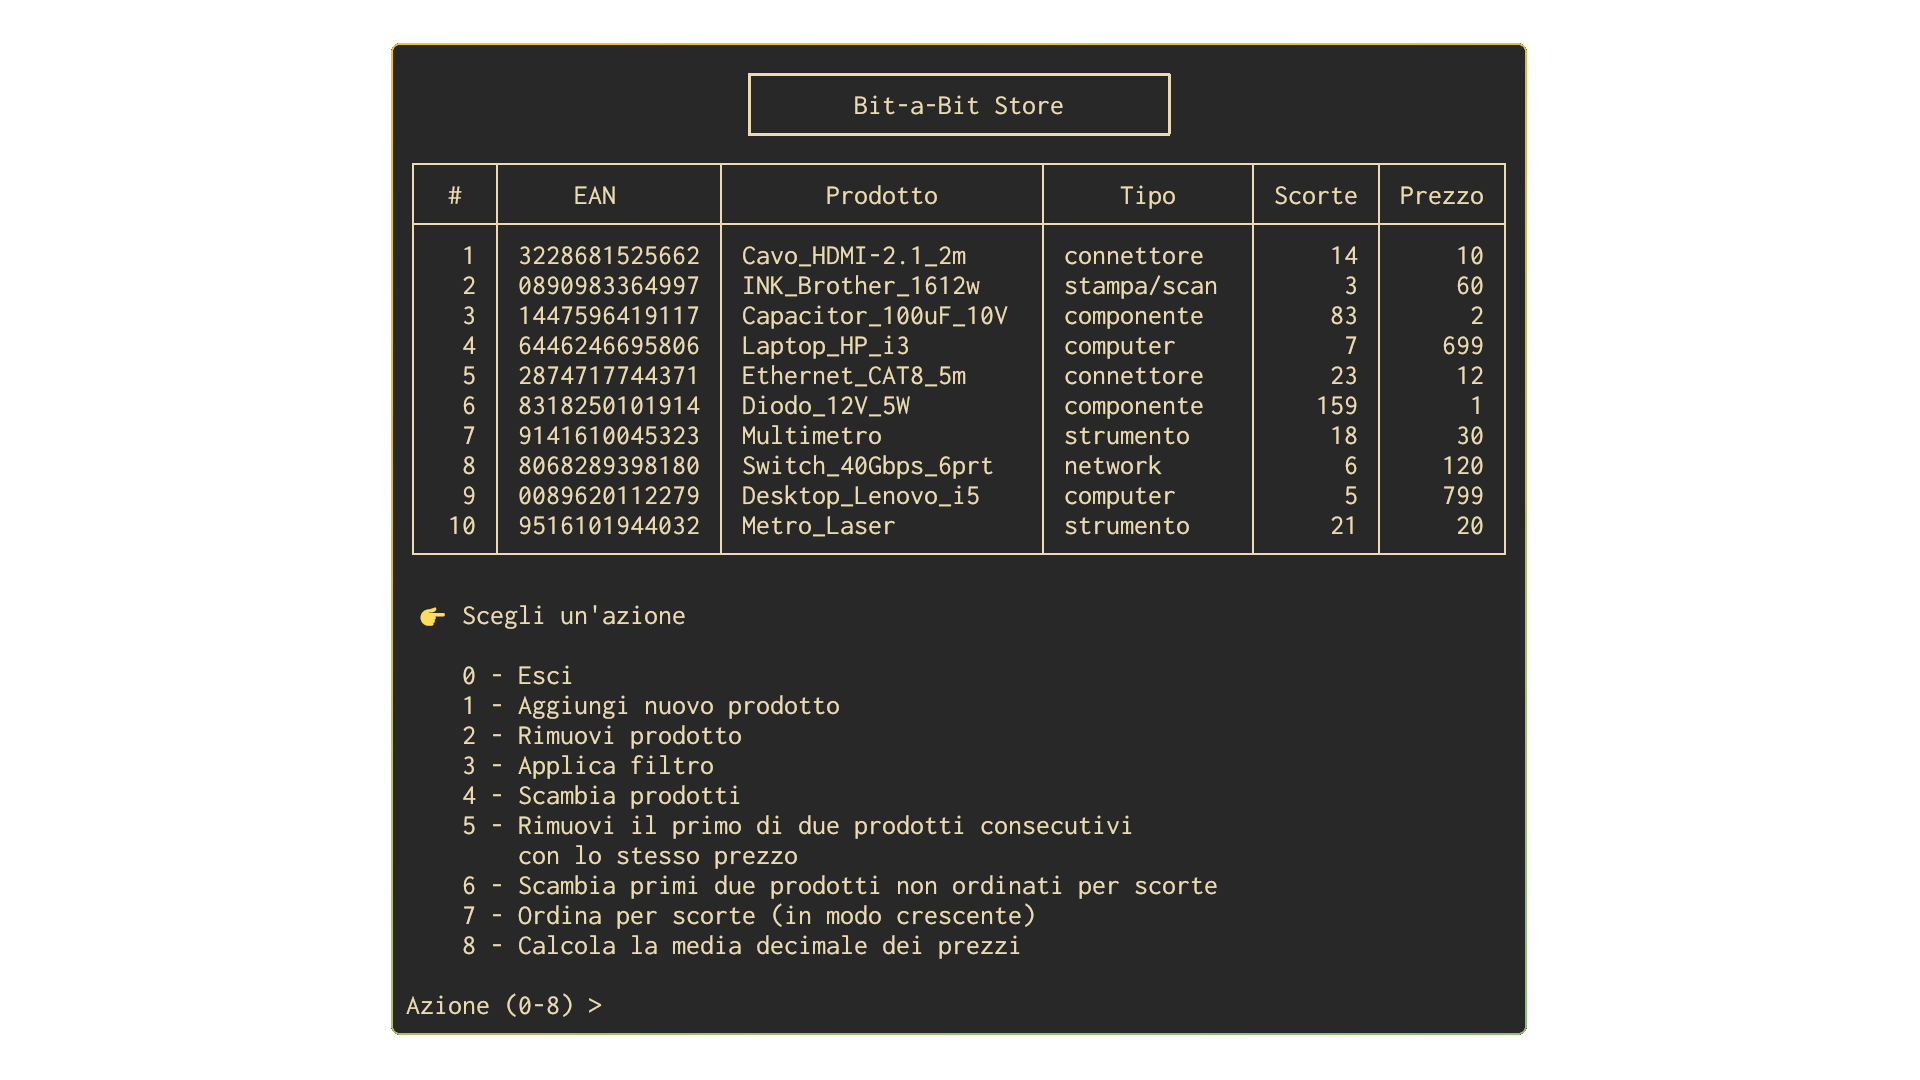 Bit-a-Bit Store
# EAN Prodotto Tipo Scorte Prezzo
1 3228681525662 Cavo_HDMI-2.1_2m connettore 14 10
2 0890983364997 INK_Brother_1612w stampa/scan 3 60
3 1447596419117 Capacitor_100uF_10V componente 83 2
4 6446246695806 Laptop_HP_i3 computer 7 699
5 2874717744371 Ethernet_CAT8_5m connettore 23 12
6 8318250101914 Diodo_12V_5W componente 159 1
7 9141610045323 Multimetro strumento 18 30
8 8068289398180 Switch_40Gbps_6prt network 6 120
9 0089620112279 Desktop_Lenovo_i5 computer 5 799
10 9516101944032 Metro_Laser strumento 21 20
👉 Scegli un'azione
0 - Esci
1 - Aggiungi nuovo prodotto
2 - Rimuovi prodotto
3 - Applica filtro
4 - Scambia prodotti
5 - Rimuovi il primo di due prodotti consecutivi
con lo stesso prezzo
6 - Scambia primi due prodotti non ordinati per scorte
7 - Ordina per scorte (in modo crescente)
8 - Calcola la media decimale dei prezzi
Azione (0-8) >